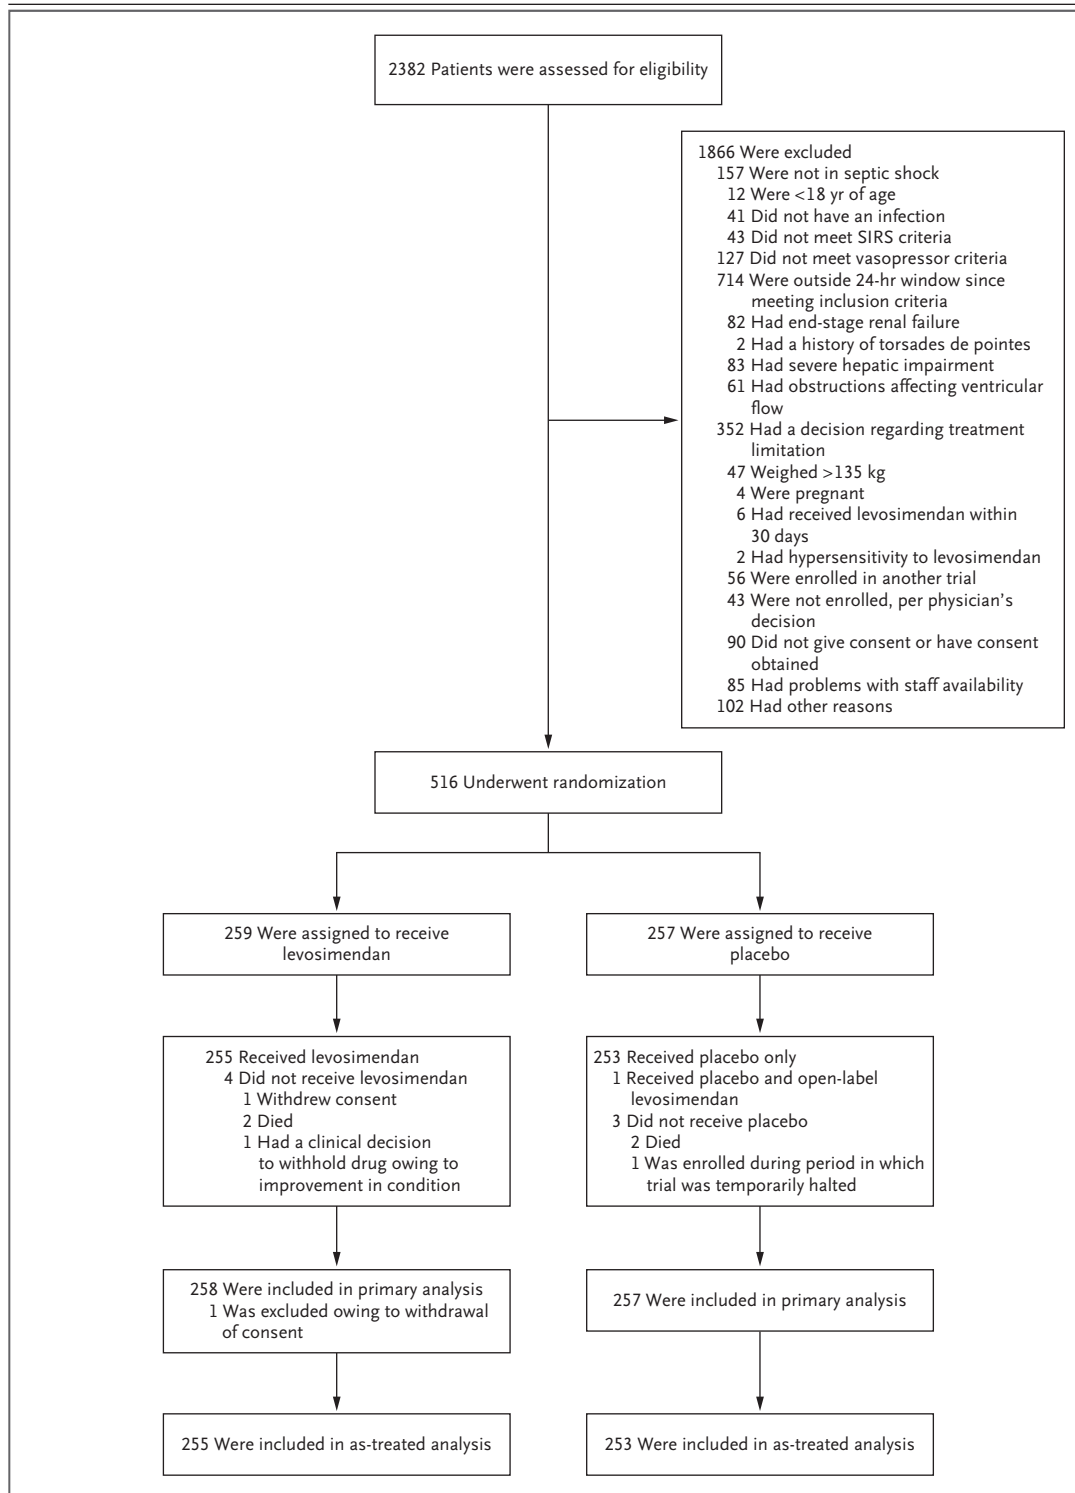 2382 Patients were assessed for eligibility
1866 Were excluded
157 Were not in septic shock
12 Were <18 yr of age
41 Did not have an infection
43 Did not meet SIRS criteria
127 Did not meet vasopressor criteria
714 Were outside 24-hr window since
meeting inclusion criteria
82 Had end-stage renal failure
2 Had a history of torsades de pointes
83 Had severe hepatic impairment
61 Had obstructions affecting ventricular
flow
352 Had a decision regarding treatment
limitation
47 Weighed >135 kg
4 Were pregnant
6 Had received levosimendan within
30 days
2 Had hypersensitivity to levosimendan
56 Were enrolled in another trial
43 Were not enrolled, per physician’s
decision
90 Did not give consent or have consent
obtained
85 Had problems with staff availability
102 Had other reasons
516 Underwent randomization
259 Were assigned to receive
levosimendan
257 Were assigned to receive
placebo
255 Received levosimendan
4 Did not receive levosimendan
1 Withdrew consent
2 Died
1 Had a clinical decision
to withhold drug owing to
improvement in condition
253 Received placebo only
1 Received placebo and open-label
levosimendan
3 Did not receive placebo
2 Died
1 Was enrolled during period in which
trial was temporarily halted
258 Were included in primary analysis
1 Was excluded owing to withdrawal
of consent
257 Were included in primary analysis
255 Were included in as-treated analysis
253 Were included in as-treated analysis